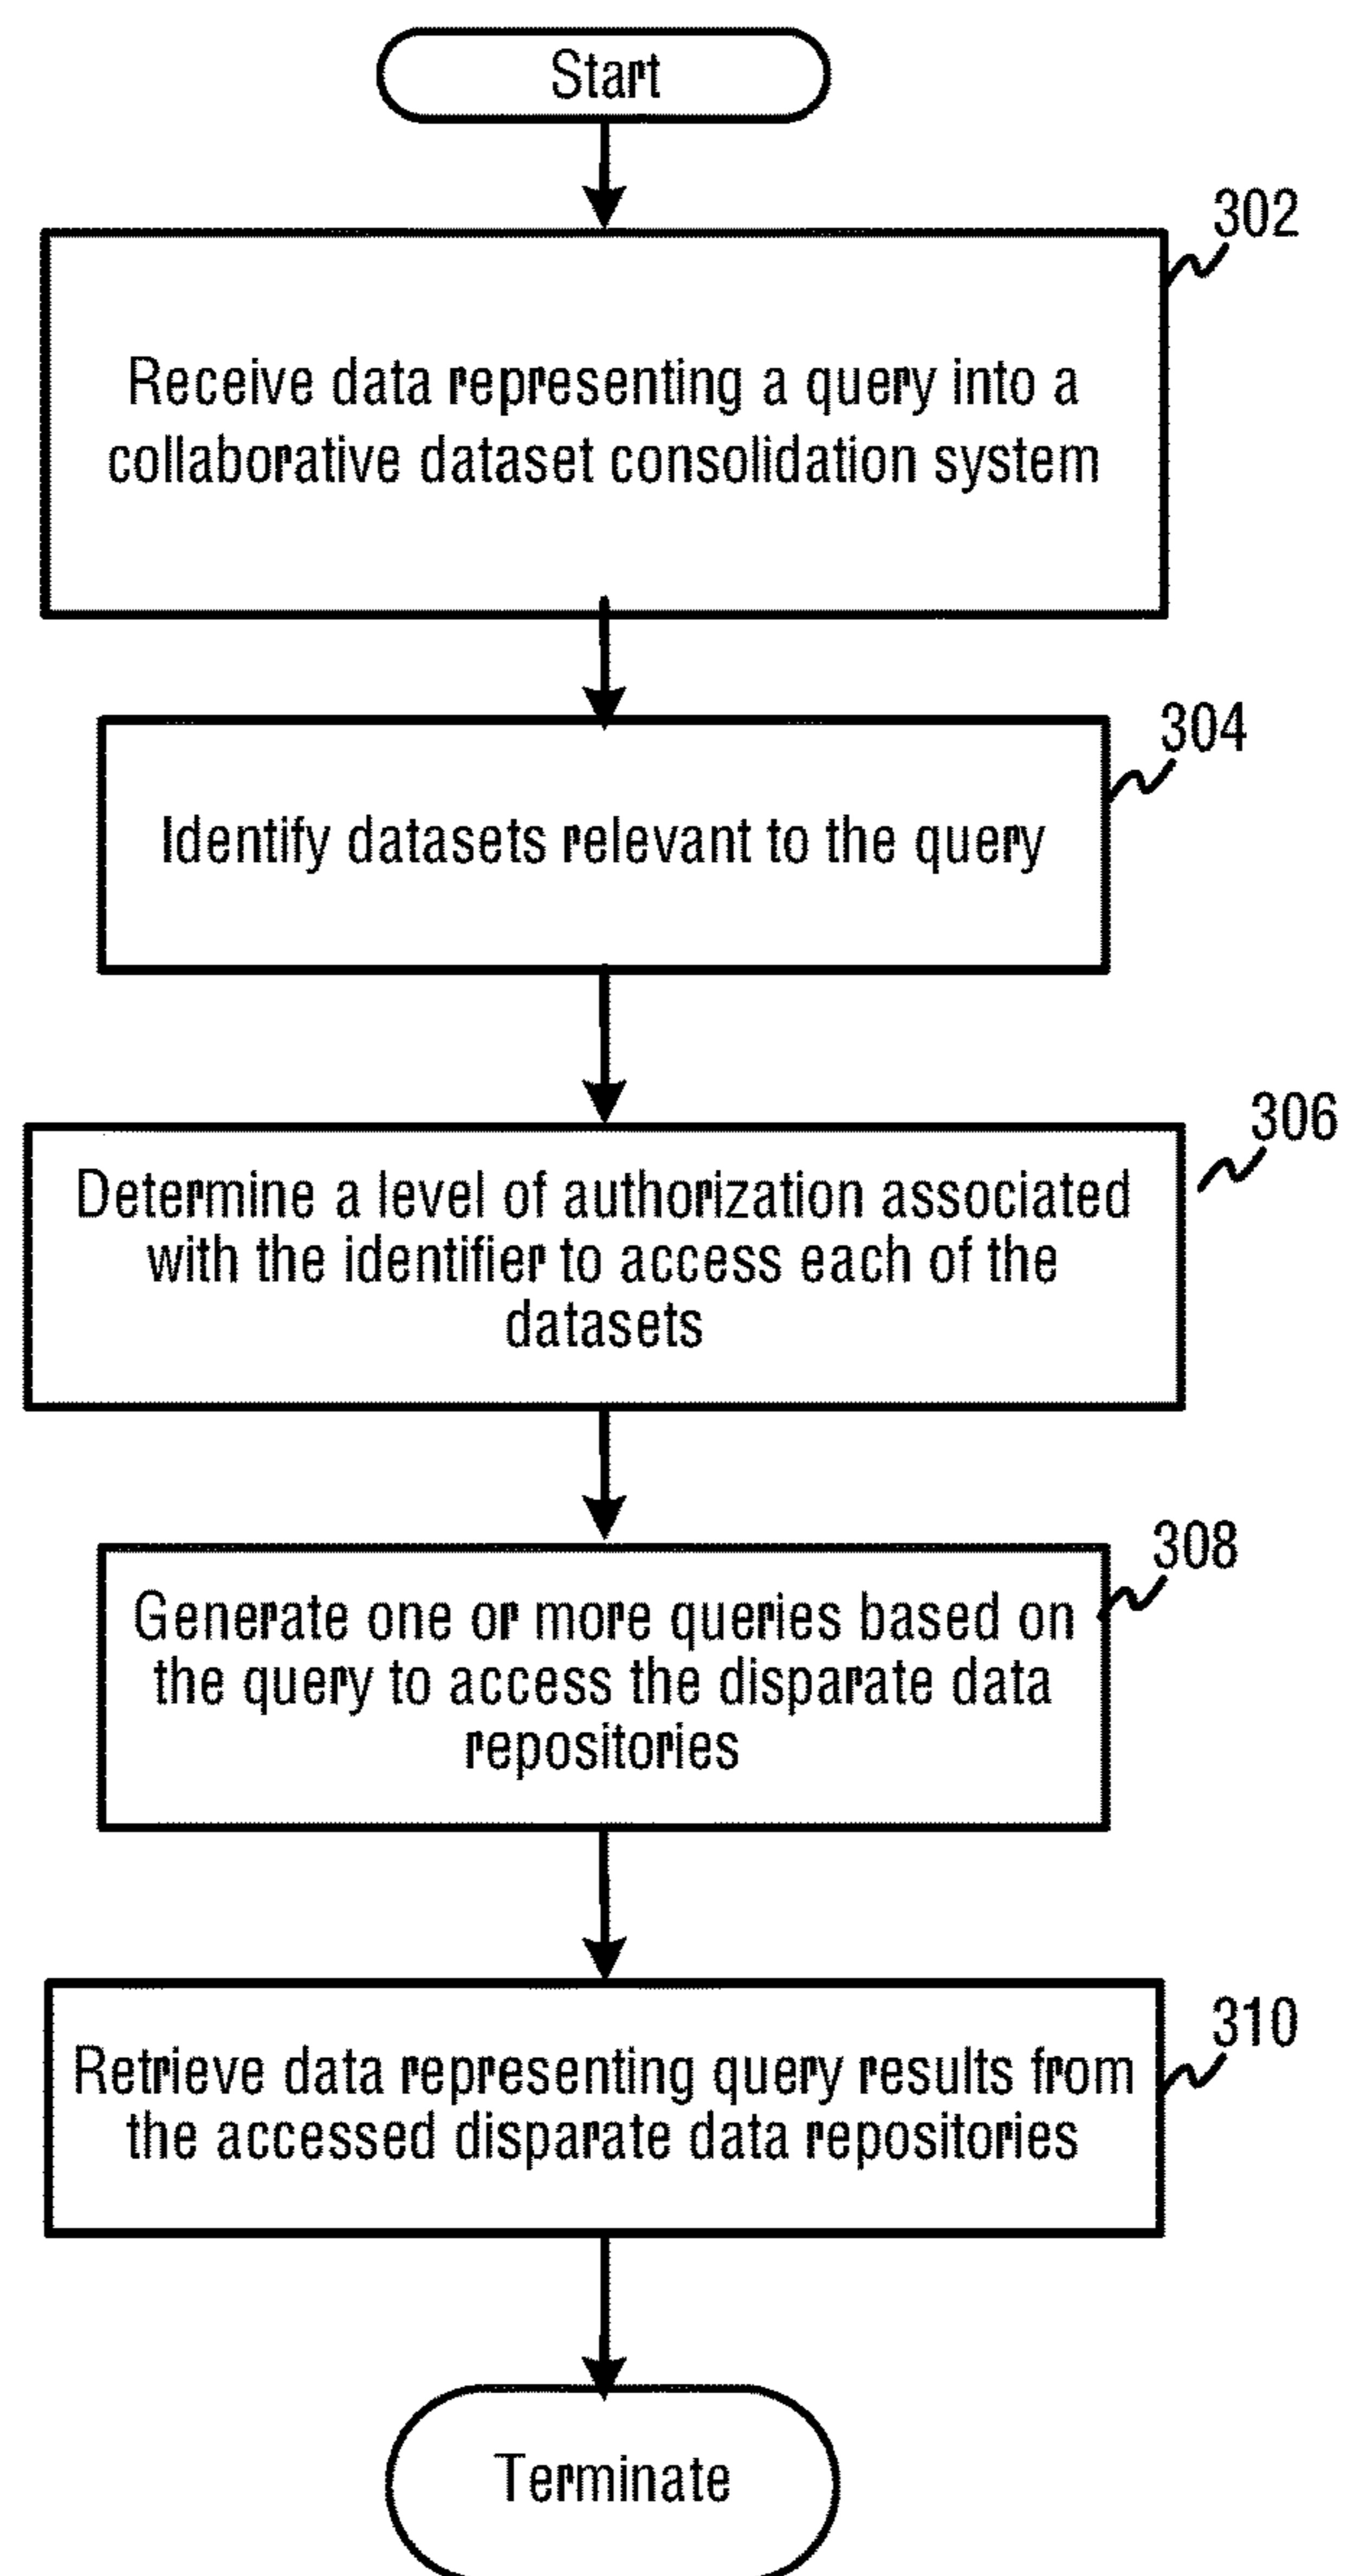 Start
302
Receive data representing a query into a
collaborative dataset consolidation system
304
Identify datasets relevant to the query
306
Determine a level of authorization associated
with the identifier to access each of the
datasets
308
Generate one or more queries based on
the query to access the disparate data
repositories
310
Retrieve data representing query results from
the accessed disparate data repositories
Terminate